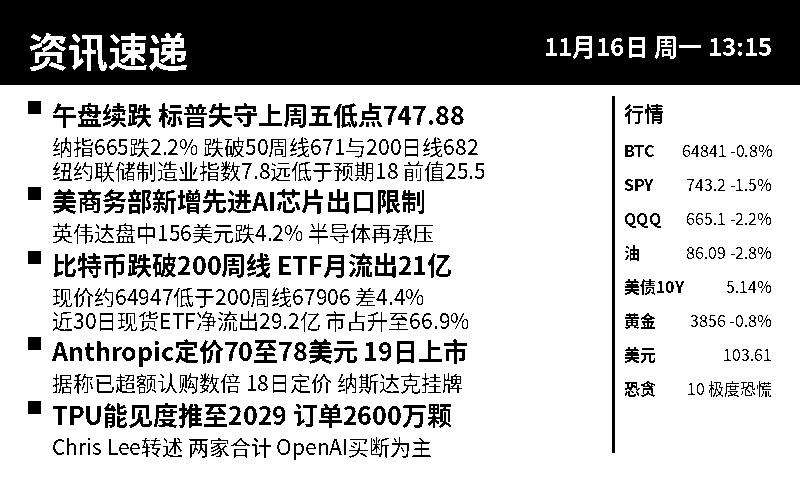 资讯速递
11月16日 周一 13:15
午盘续跌 标普失守上周五低点747.88
纳指665跌2.2% 跌破50周线671与200日线682
纽约联储制造业指数7.8远低于预期18 前值25.5
美商务部新增先进AI芯片出口限制
英伟达盘中156美元跌4.2% 半导体再承压
比特币跌破200周线 ETF月流出21亿
现价约64947低于200周线67906 差4.4%
近30日现货ETF净流出29.2亿 市占升至66.9%
Anthropic定价70至78美元 19日上市
据称已超额认购数倍 18日定价 纳斯达克挂牌
TPU能见度推至2029 订单2600万颗
Chris Lee转述 两家合计 OpenAI买断为主
行情
BTC 64841 -0.8%
SPY 743.2 -1.5%
QQQ 665.1 -2.2%
油 86.09 -2.8%
美债10Y 5.14%
黄金 3856 -0.8%
美元 103.61
恐贪 10 极度恐慌